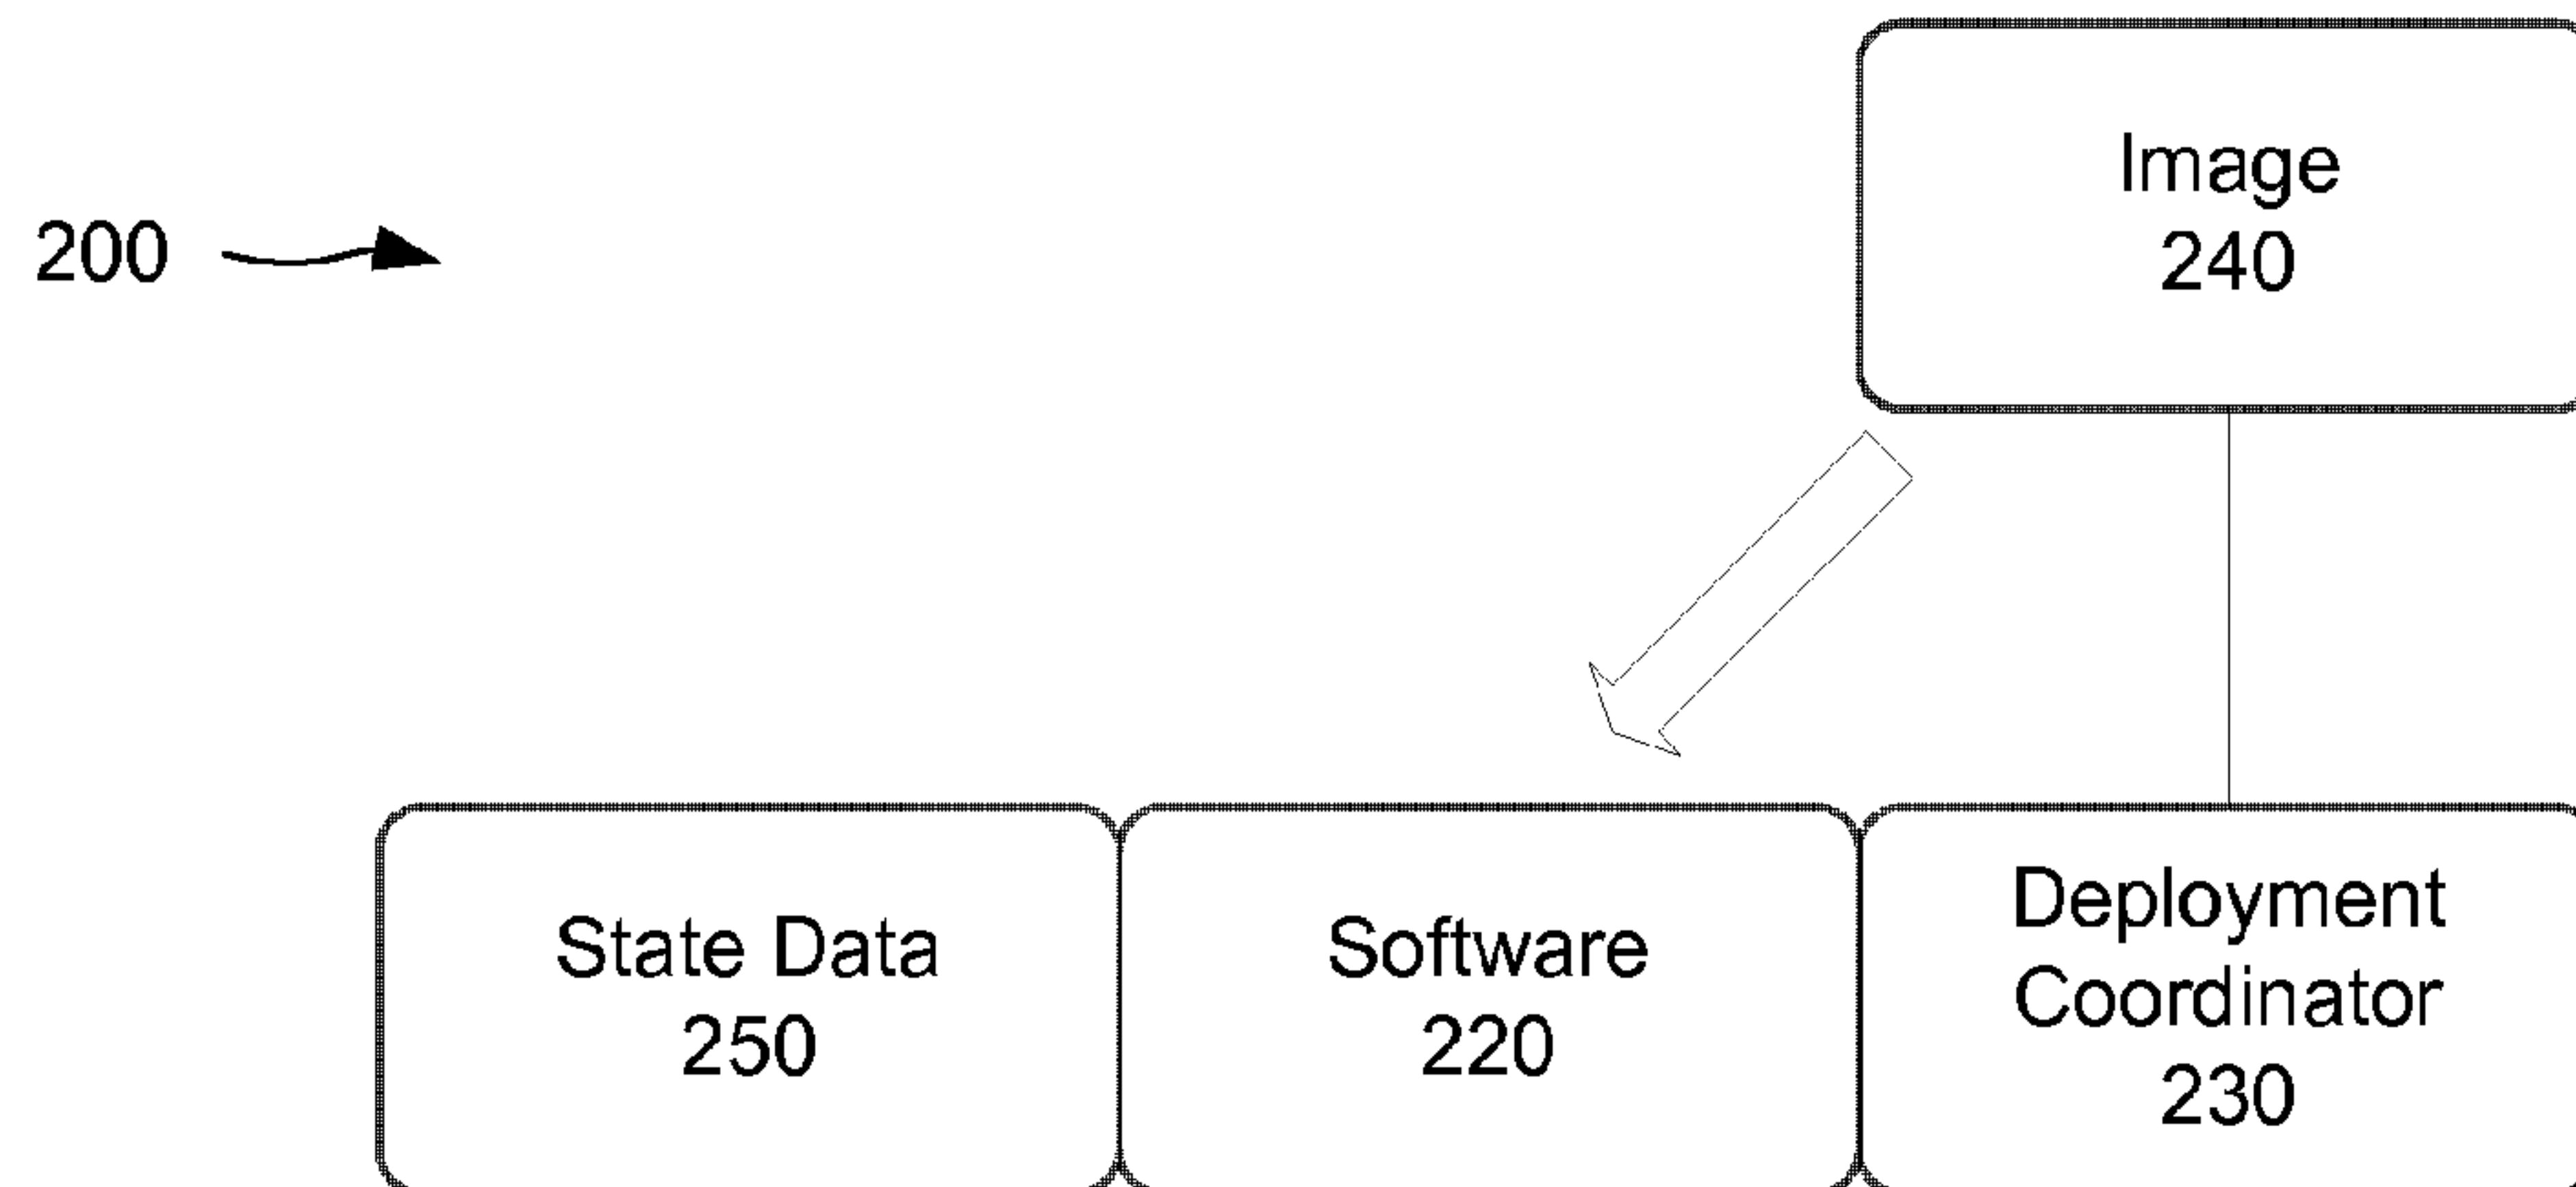 200
Image
240
State Data
250
Software
220
Deployment
Coordinator
230